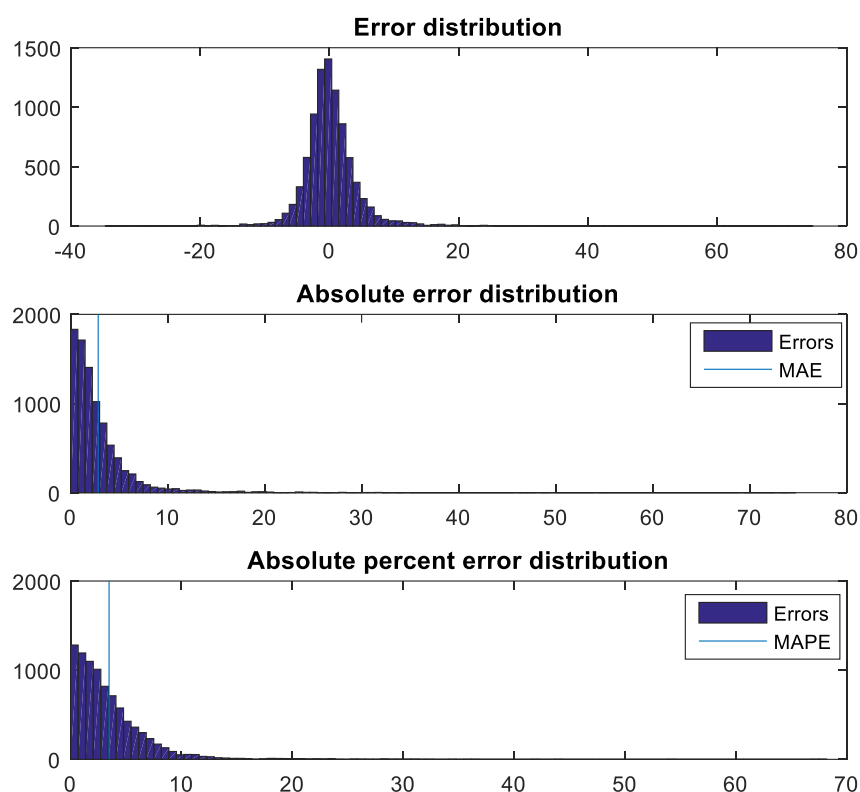 Error distribution
1500
1000
500
0
-40 -20 0 20 40 60 80
Absolute error distribution
2000
1000
0
Errors
MAE
0 10 20 30 40 50 60 70 80
Absolute percent error distribution
2000
1000
0
Errors
MAPE
0 10 20 30 40 50 60 70